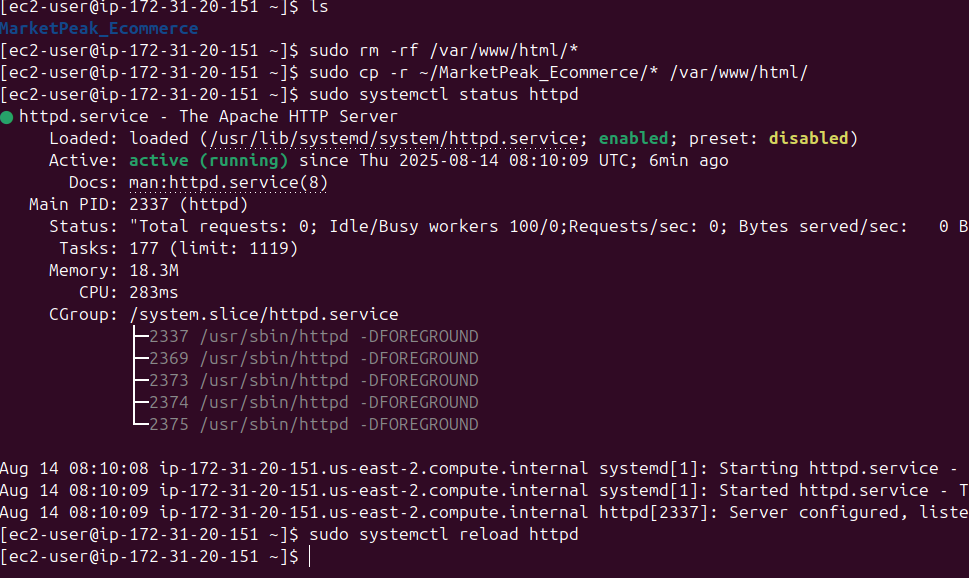 [ec2-user@ip-172-31-20-151 ~]$ ls
MarketPeak_Ecommerce
[ec2-user@ip-172-31-20-151 ~]$ sudo rm -rf /var/www/html/*
[ec2-user@ip-172-31-20-151 ~]$ sudo cp -r ~/MarketPeak_Ecommerce/* /var/www/html/
[ec2-user@ip-172-31-20-151 ~]$ sudo systemctl status httpd
● httpd.service - The Apache HTTP Server
     Loaded: loaded (/usr/lib/systemd/system/httpd.service; enabled; preset: disabled)
     Active: active (running) since Thu 2025-08-14 08:10:09 UTC; 6min ago
       Docs: man:httpd.service(8)
   Main PID: 2337 (httpd)
     Status: "Total requests: 0; Idle/Busy workers 100/0;Requests/sec: 0; Bytes served/sec:   0 B
      Tasks: 177 (limit: 1119)
     Memory: 18.3M
        CPU: 283ms
     CGroup: /system.slice/httpd.service
             ├─2337 /usr/sbin/httpd -DFOREGROUND
             ├─2369 /usr/sbin/httpd -DFOREGROUND
             ├─2373 /usr/sbin/httpd -DFOREGROUND
             ├─2374 /usr/sbin/httpd -DFOREGROUND
             └─2375 /usr/sbin/httpd -DFOREGROUND
Aug 14 08:10:08 ip-172-31-20-151.us-east-2.compute.internal systemd[1]: Starting httpd.service -
Aug 14 08:10:09 ip-172-31-20-151.us-east-2.compute.internal systemd[1]: Started httpd.service - T
Aug 14 08:10:09 ip-172-31-20-151.us-east-2.compute.internal httpd[2337]: Server configured, liste
[ec2-user@ip-172-31-20-151 ~]$ sudo systemctl reload httpd
[ec2-user@ip-172-31-20-151 ~]$